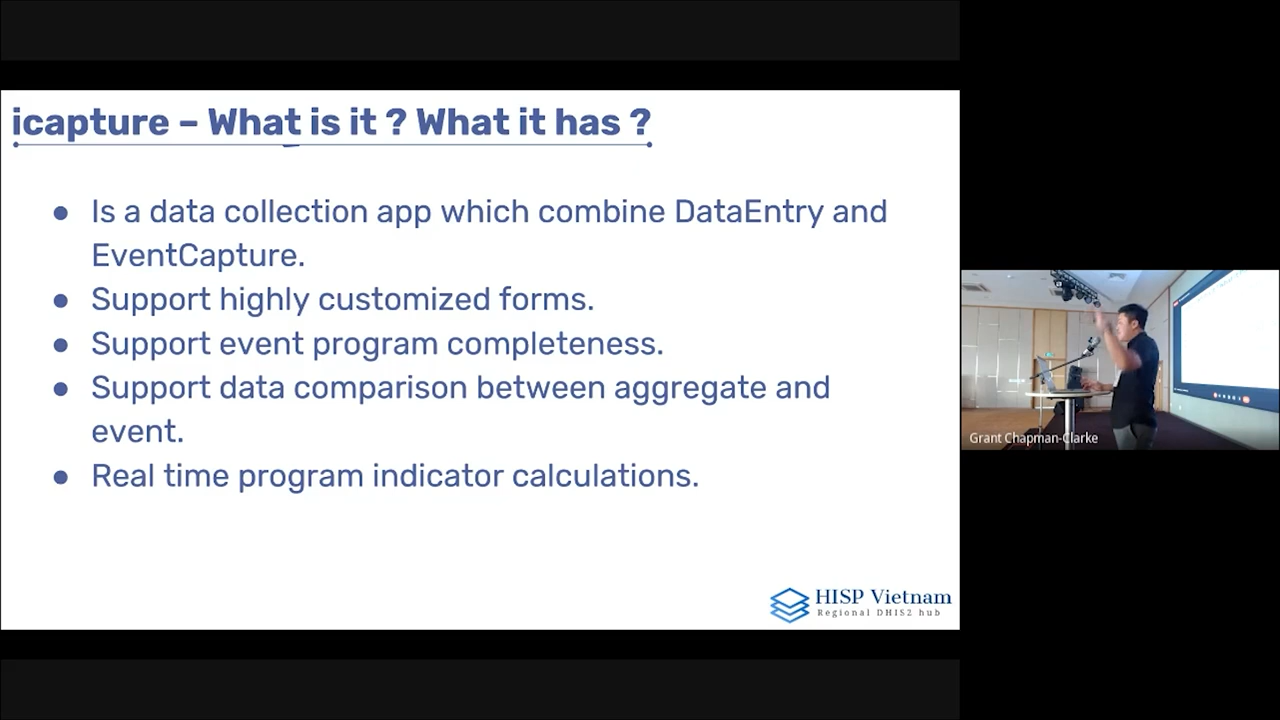 icapture – What is it ? What it has ?
● Is a data collection app which combine DataEntry and
EventCapture.
● Support highly customized forms.
● Support event program completeness.
● Support data comparison between aggregate and
event.
● Real time program indicator calculations.
HISP Vietnam
Regional DHIS2 hub
Grant Chapman-Clarke